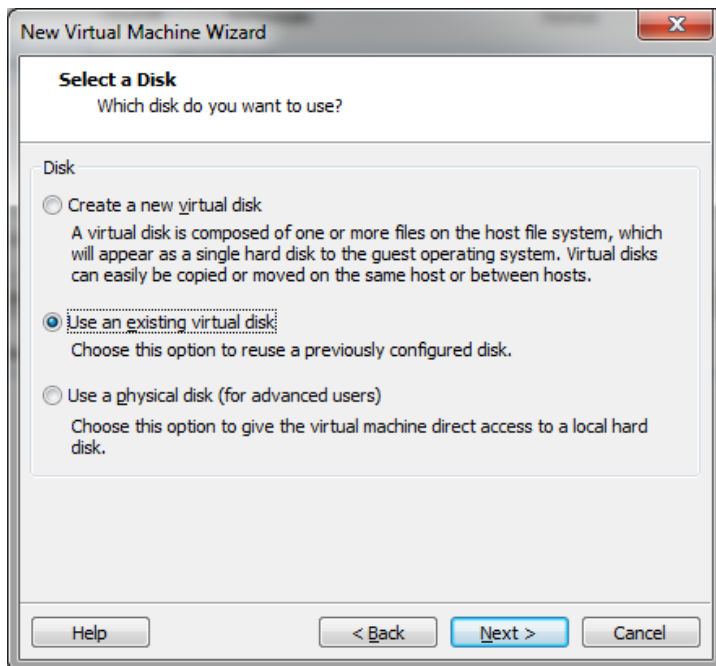 New Virtual Machine Wizard
Select a Disk
Which disk do you want to use?
Disk
Create a new virtual disk
A virtual disk is composed of one or more files on the host file system, which
will appear as a single hard disk to the guest operating system. Virtual disks
can easily be copied or moved on the same host or between hosts.
Use an existing virtual disk
Choose this option to reuse a previously configured disk.
Use a physical disk (for advanced users)
Choose this option to give the virtual machine direct access to a local hard
disk.
Help
< Back
Next >
Cancel